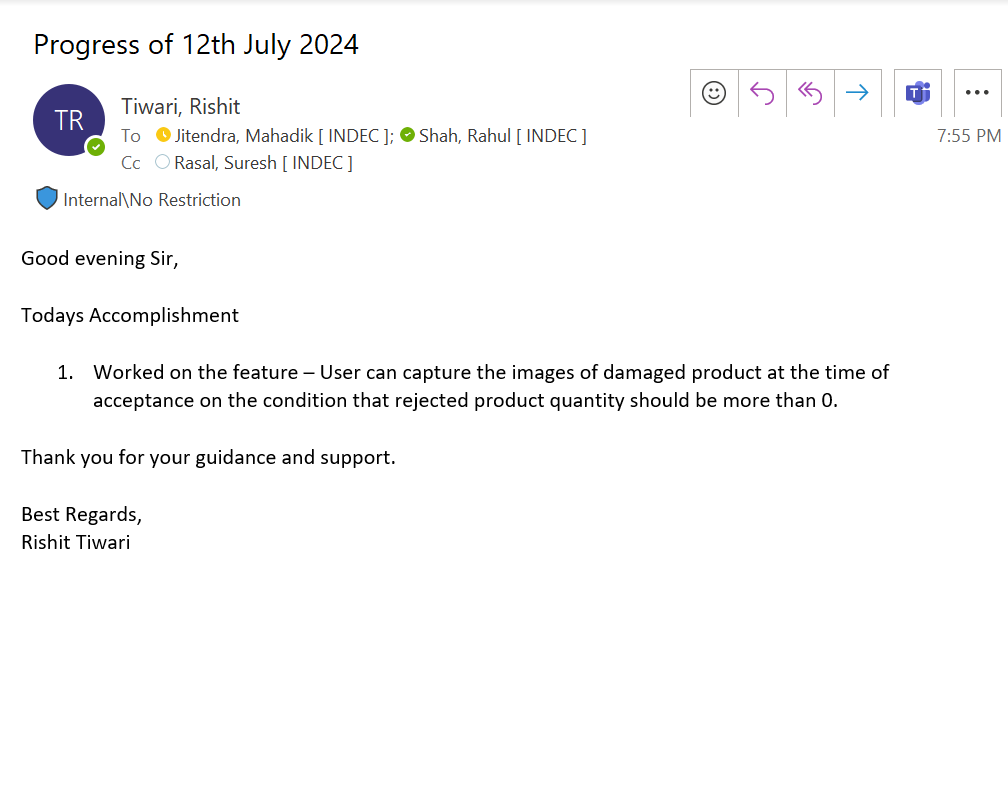 Progress of 12th July 2024
TR
Tiwari, Rishit
To Jitendra, Mahadik [ INDEC ]; Shah, Rahul [ INDEC ]
7:55 PM
Cc Rasal, Suresh [ INDEC ]
Internal\No Restriction
Good evening Sir,
Todays Accomplishment
1. Worked on the feature – User can capture the images of damaged product at the time of
acceptance on the condition that rejected product quantity should be more than 0.
Thank you for your guidance and support.
Best Regards,
Rishit Tiwari